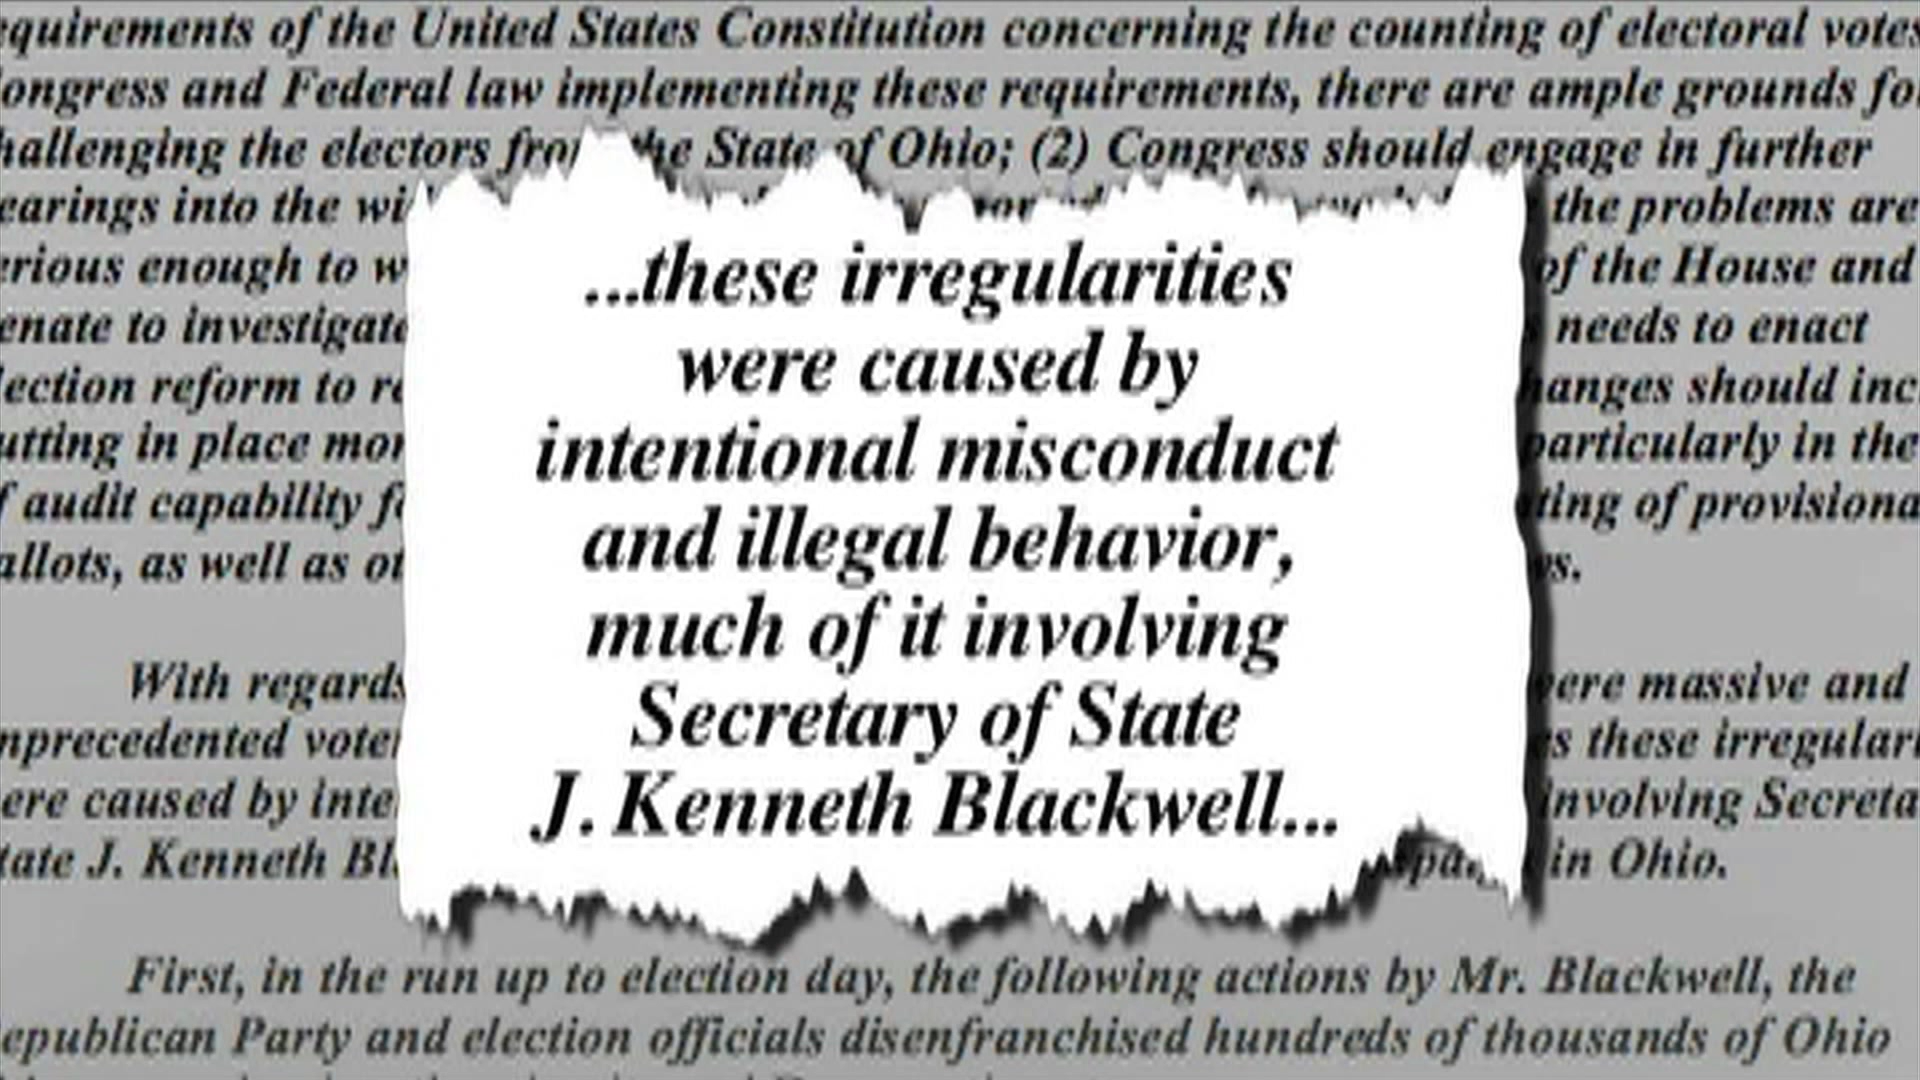 quirements of the United States Constitution concerning the counting of electoral votes
ongress and Federal law implementing these requirements, there are ample grounds for
hallenging the electors from the State of Ohio; (2) Congress should engage in further
earings into the the problems are
erious enough to of the House and
enate to investigate needs to enact
lection reform to hanges should inc
utting in place particularly in the
f audit capability ting of provisiona
allots, as well as
...these irregularities
were caused by
intentional misconduct
and illegal behavior,
much of it involving
Secretary of State
J. Kenneth Blackwell...
With regards ere massive and
nprecedented voter these irregulari
ere caused by inte involving Secreta
tate J. Kenneth Bl in Ohio.
First, in the run up to election day, the following actions by Mr. Blackwell, the
epublican Party and election officials disenfranchised hundreds of thousands of Ohio